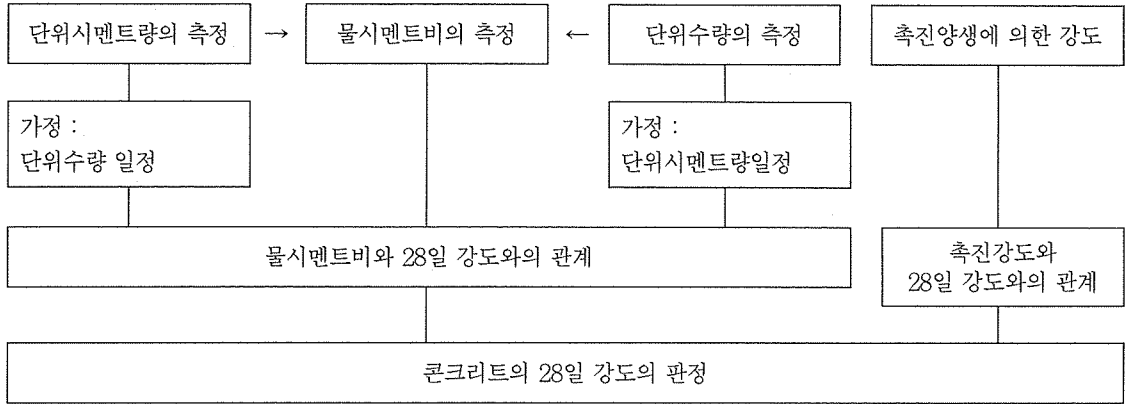 단위시멘트량의 측정 → 물시멘트비의 측정 ← 단위수량의 측정 촉진양생에 의한 강도
가정 :
단위수량 일정
가정 :
단위시멘트량일정
물시멘트비와 28일 강도와의 관계
촉진강도와
28일 강도와의 관계
콘크리트의 28일 강도의 판정